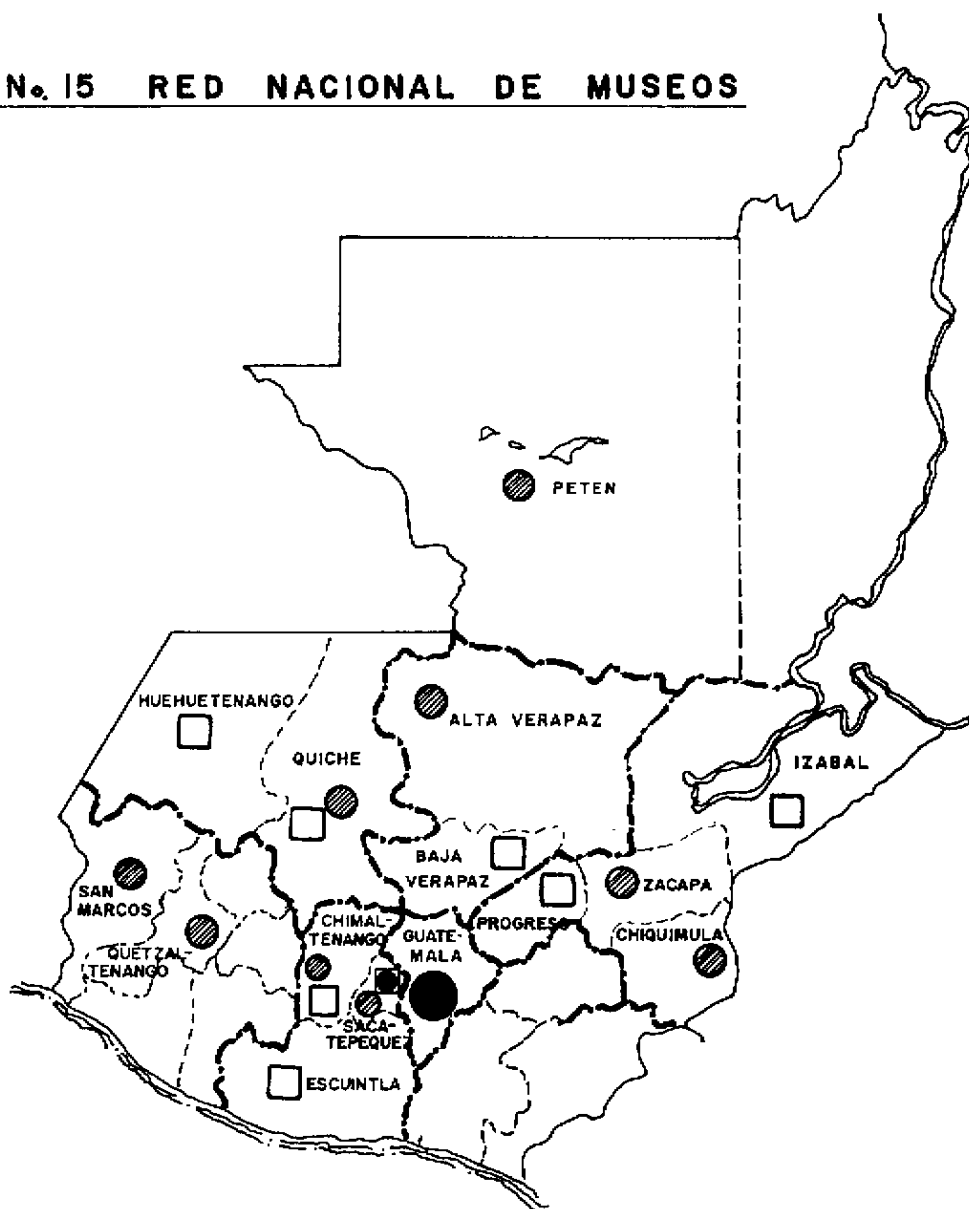 No. 15 RED NACIONAL DE MUSEOS
PETEN
HUEHUETENANGO
ALTA VERAPAZ
QUICHE
IZABAL
BAJA
VERAPAZ
ZACAPA
SAN
MARCOS
PROGRESO
CHIMAL-
TENANGO
GUATE-
MALA
CHIQUIMULA
QUETZAL-
TENANGO
SACA-
TEPEQUEZ
ESCUINTLA